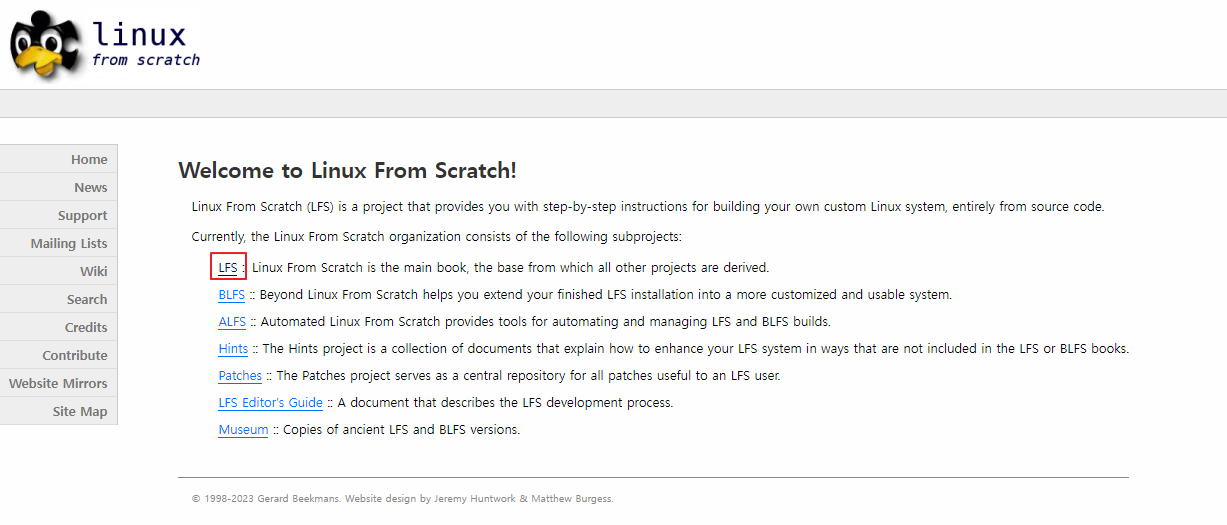 linux
from scratch
Home
News
Support
Mailing Lists
Wiki
Search
Credits
Contribute
Website Mirrors
Site Map
Welcome to Linux From Scratch!
Linux From Scratch (LFS) is a project that provides you with step-by-step instructions for building your own custom Linux system, entirely from source code.
Currently, the Linux From Scratch organization consists of the following subprojects:
LFS :: Linux From Scratch is the main book, the base from which all other projects are derived.
BLFS :: Beyond Linux From Scratch helps you extend your finished LFS installation into a more customized and usable system.
ALFS :: Automated Linux From Scratch provides tools for automating and managing LFS and BLFS builds.
Hints :: The Hints project is a collection of documents that explain how to enhance your LFS system in ways that are not included in the LFS or BLFS books.
Patches :: The Patches project serves as a central repository for all patches useful to an LFS user.
LFS Editor's Guide :: A document that describes the LFS development process.
Museum :: Copies of ancient LFS and BLFS versions.
© 1998-2023 Gerard Beekmans. Website design by Jeremy Huntwork & Matthew Burgess.